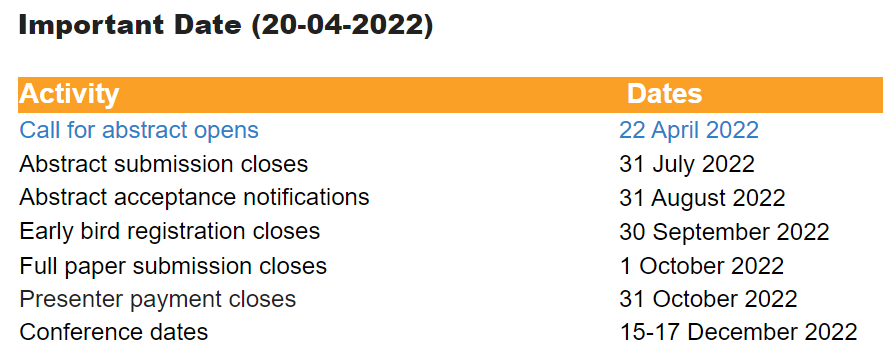 Important Date (20-04-2022)
Activity Dates
Call for abstract opens 22 April 2022
Abstract submission closes 31 July 2022
Abstract acceptance notifications 31 August 2022
Early bird registration closes 30 September 2022
Full paper submission closes 1 October 2022
Presenter payment closes 31 October 2022
Conference dates 15-17 December 2022